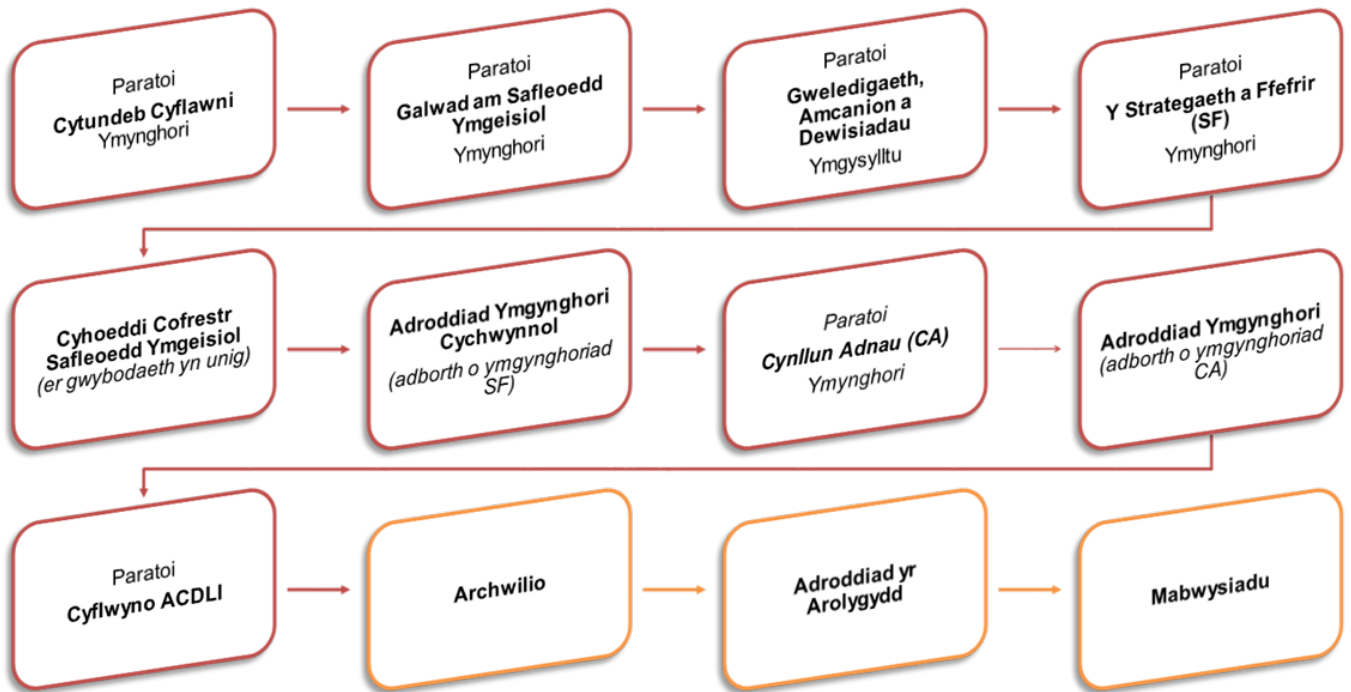 Paratoi
Cytundeb Cyflawni
Ymynghori
Paratoi
Galwad am Safleoedd
Ymgeisiol
Ymynghori
Paratoi
Gweledigaeth,
Amcanion a
Dewisiadau
Ymgysylltu
Paratoi
Y Strategaeth a Ffefrir
(SF)
Ymynghori
Cyhoeddi Cofrestr
Safleoedd Ymgeisiol
(er gwybodaeth yn unig)
Adroddiad Ymgynghori
Cychwynnol
(adborth o ymgynghoriad
SF)
Paratoi
Cynllun Adnau (CA)
Ymynghori
Adroddiad Ymgynghori
(adborth o ymgynghoriad
CA)
Paratoi
Cyflwyno ACDLl
Archwilio
Adroddiad yr
Arolygydd
Mabwysiadu